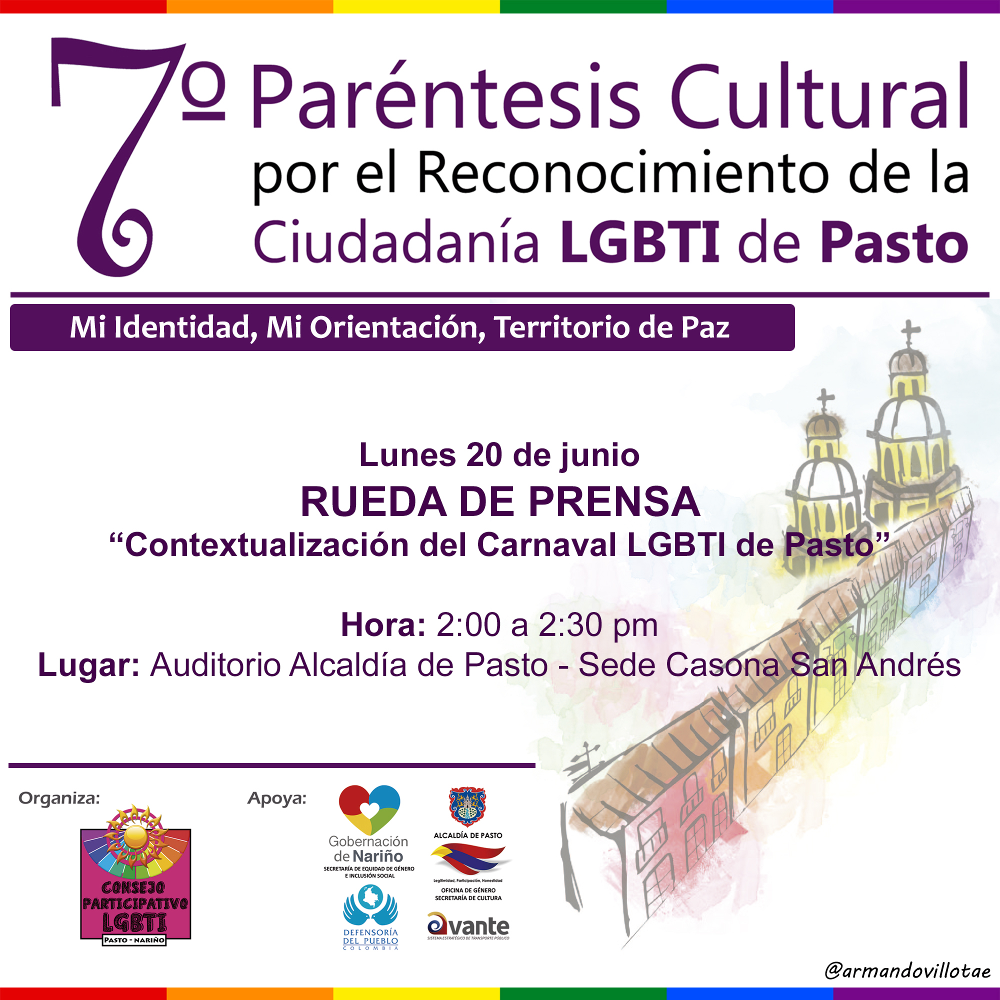 7º Paréntesis Cultural
por el Reconocimiento de la
Ciudadanía LGBTI de Pasto
Mi Identidad, Mi Orientación, Territorio de Paz
Lunes 20 de junio
RUEDA DE PRENSA
“Contextualización del Carnaval LGBTI de Pasto”
Hora: 2:00 a 2:30 pm
Lugar: Auditorio Alcaldía de Pasto - Sede Casona San Andrés
Organiza:
CONSEJO
PARTICIPATIVO
LGBTI
PASTO - NARIÑO
Apoya:
Gobernación
de Nariño
SECRETARÍA DE EQUIDAD DE GÉNERO
E INCLUSIÓN SOCIAL
DEFENSORÍA
DEL PUEBLO
COLOMBIA
ALCALDÍA DE PASTO
Legitimidad, Participación, Honestidad
OFICINA DE GÉNERO
SECRETARÍA DE CULTURA
avante
SISTEMA ESTRATÉGICO DE TRANSPORTE PÚBLICO
@armandovillotae